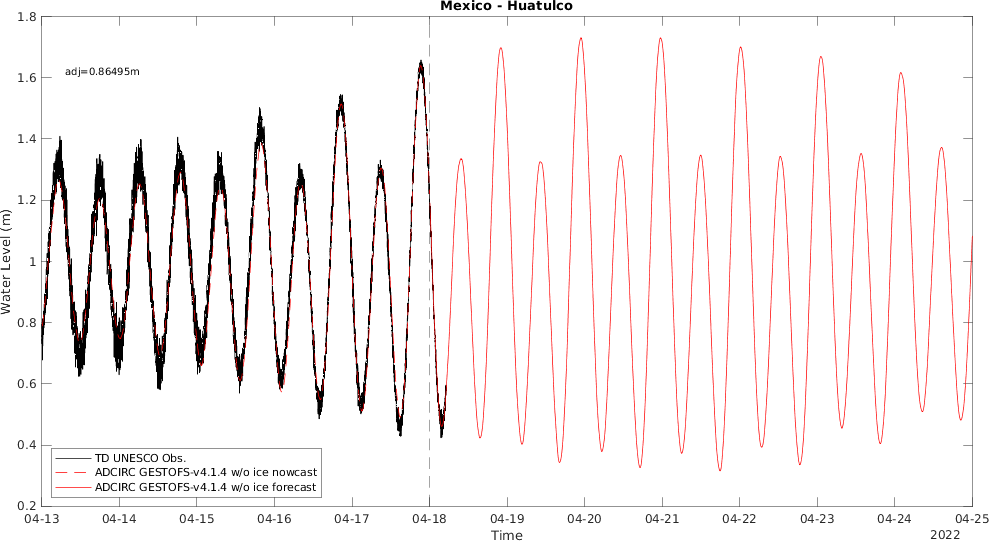 Mexico - Huatulco
1.8
1.6
1.4
1.2
1
0.8
0.6
0.4
0.2
Water Level (m)
adj=0.86495m
TD UNESCO Obs.
ADCIRC GESTOFS-v4.1.4 w/o ice nowcast
ADCIRC GESTOFS-v4.1.4 w/o ice forecast
04-13 04-14 04-15 04-16 04-17 04-18 04-19 04-20 04-21 04-22 04-23 04-24 04-25
Time
2022